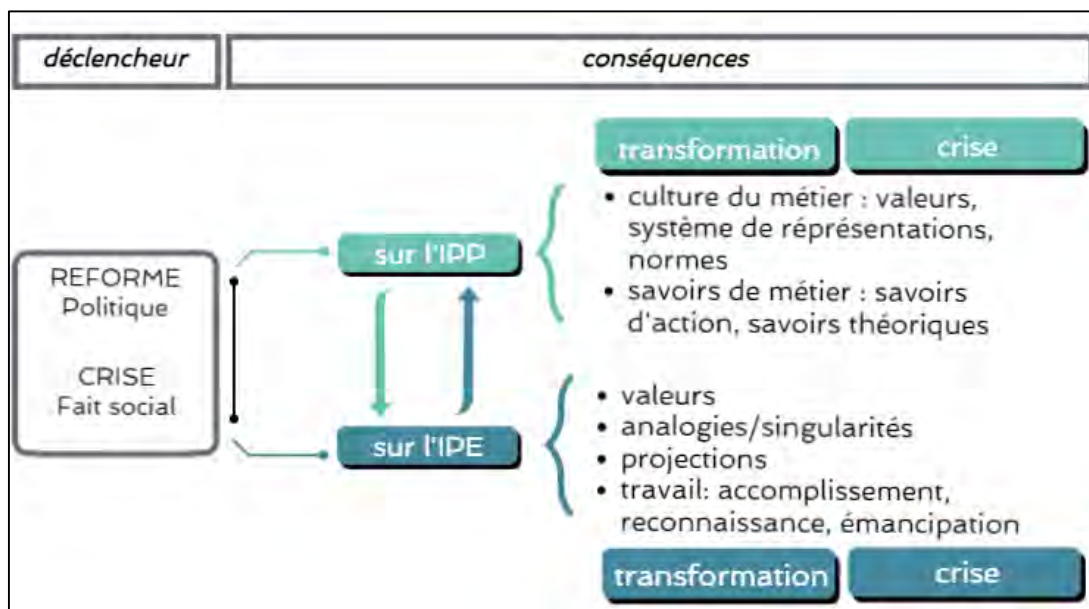 déclencheur
conséquences
transformation
crise
REFORME
Politique
CRISE
Fait social
sur l'IPP
• culture du métier : valeurs,
système de réprésentations,
normes
• savoirs de métier : savoirs
d'action, savoirs théoriques
sur l'IPE
• valeurs
• analogies/singularités
• projections
• travail: accomplissement,
reconnaissance, émancipation
transformation
crise